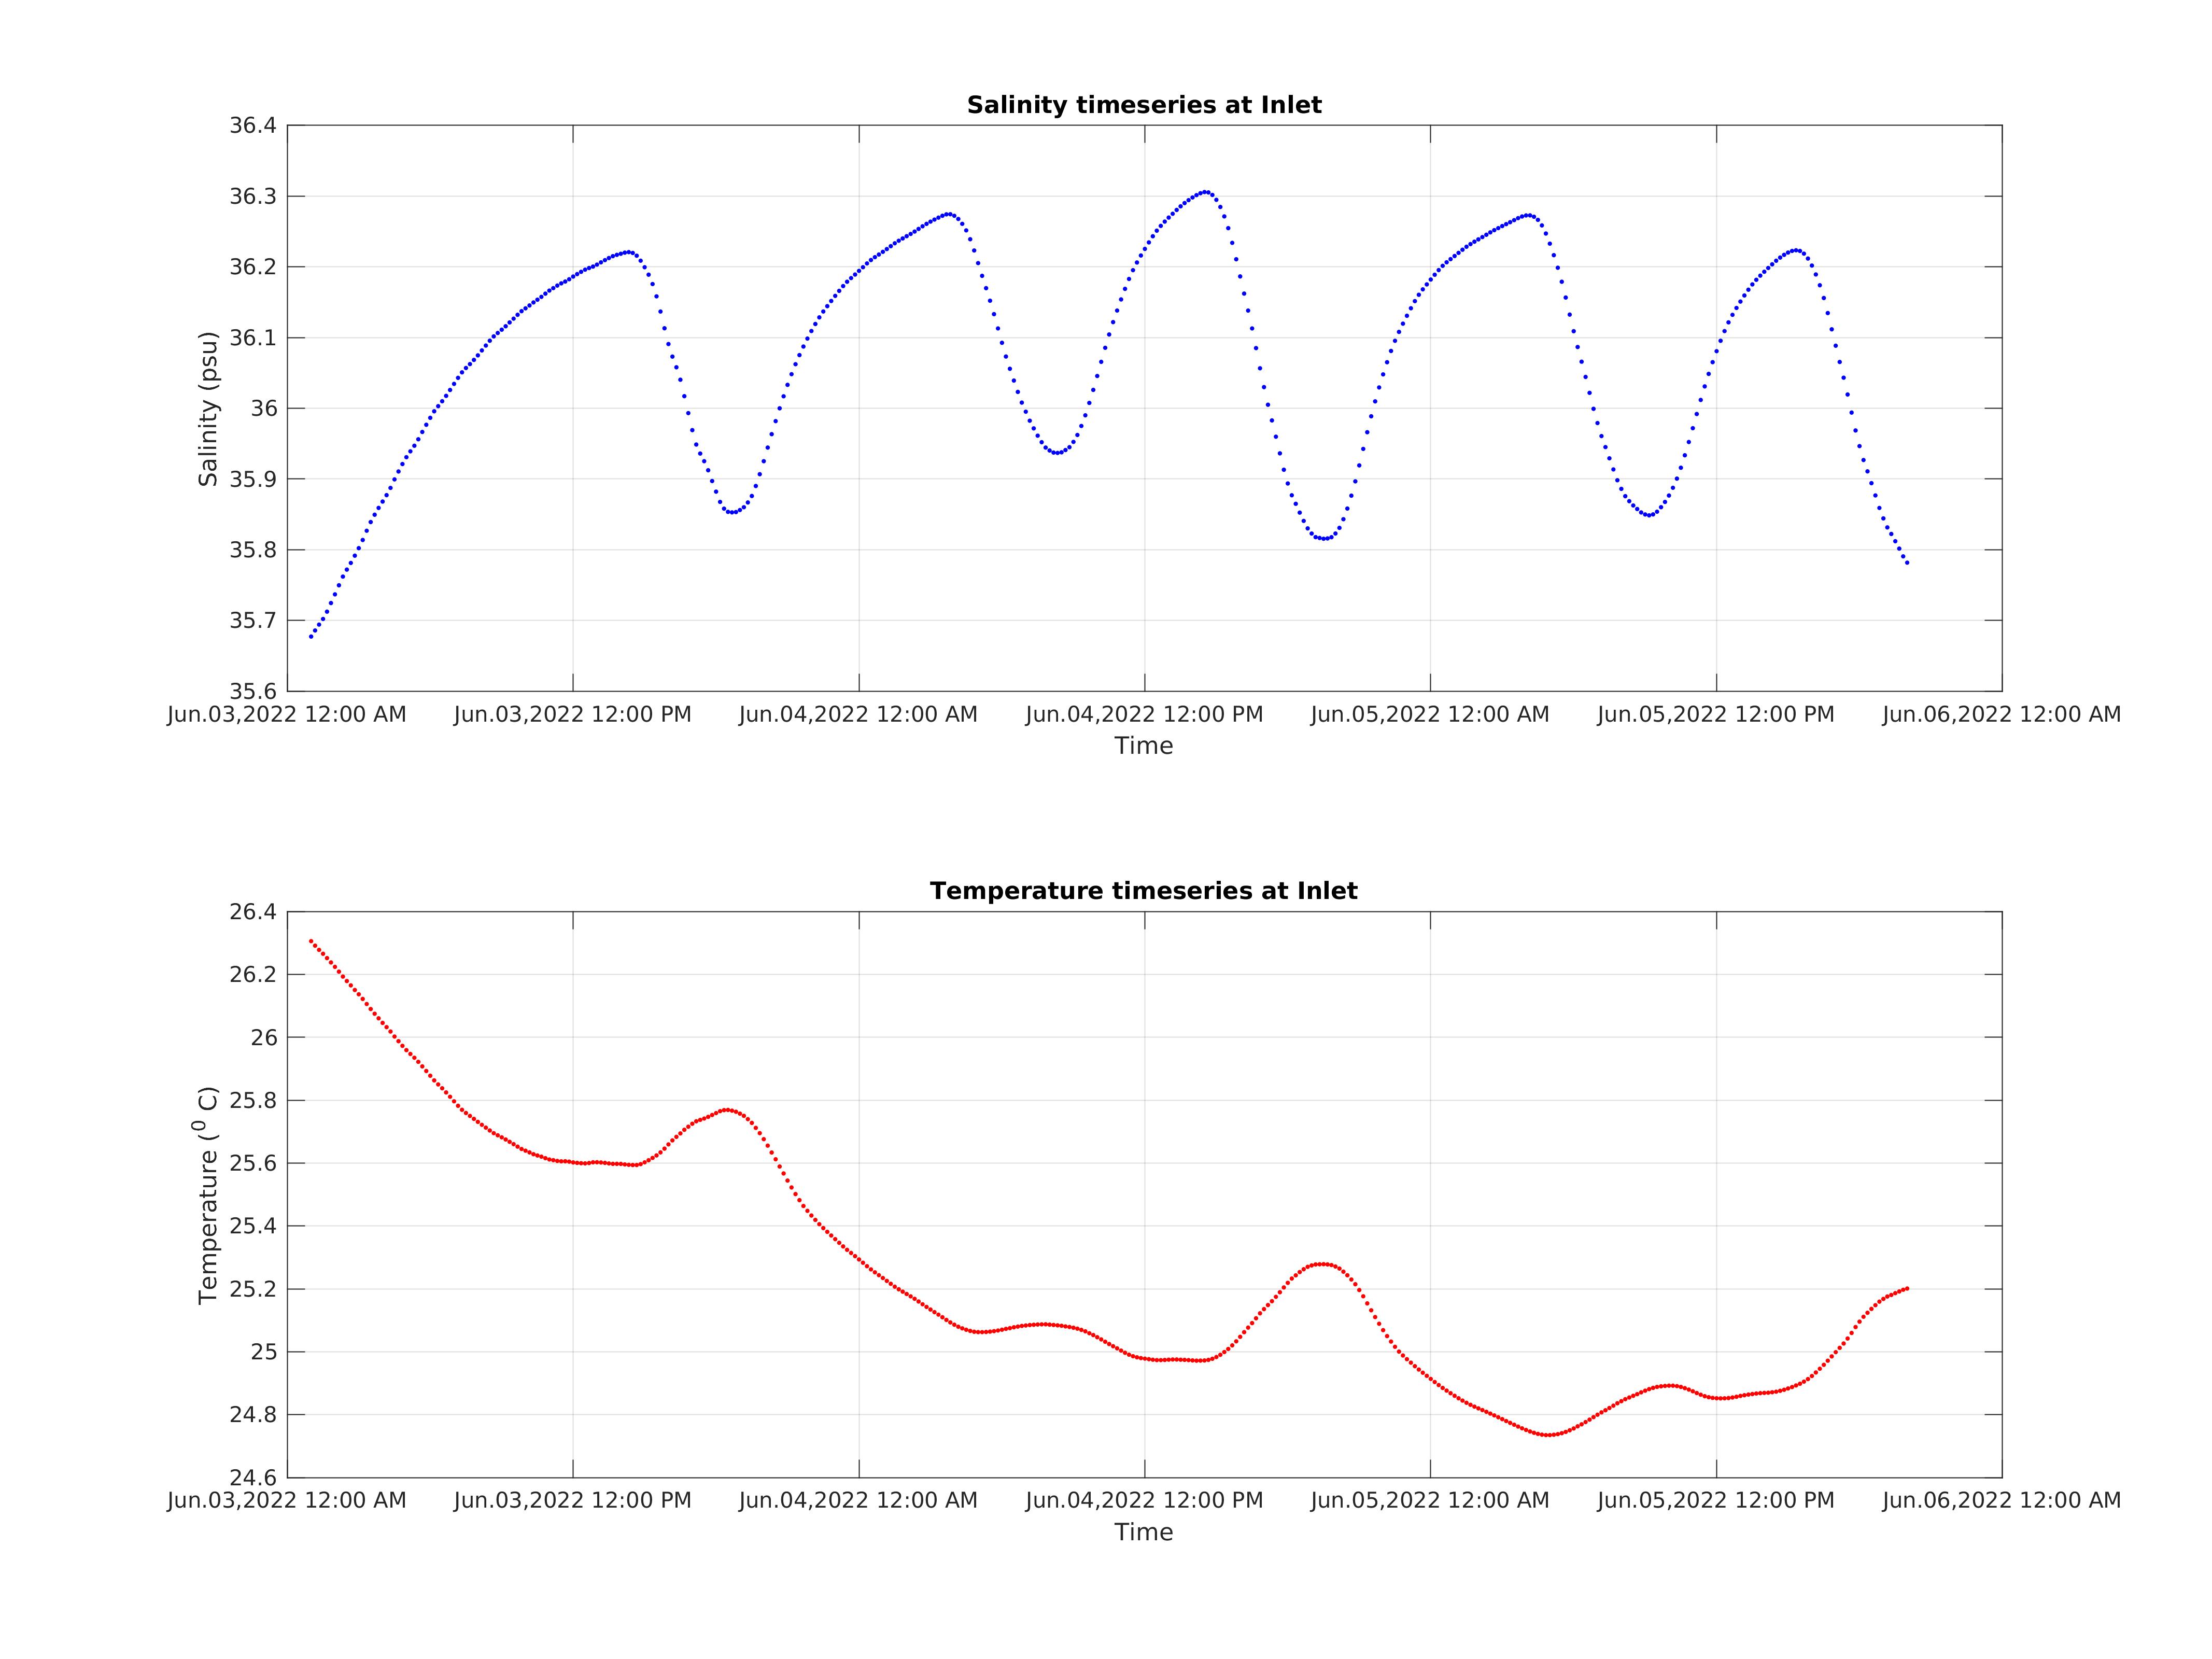 Salinity timeseries at Inlet
36.4
36.3
36.2
36.1
36
35.9
35.8
35.7
35.6
Salinity (psu)
Jun.03,2022 12:00 AM Jun.03,2022 12:00 PM Jun.04,2022 12:00 AM Jun.04,2022 12:00 PM Jun.05,2022 12:00 AM Jun.05,2022 12:00 PM Jun.06,2022 12:00 AM
Time
Temperature timeseries at Inlet
26.4
26.2
26
25.8
25.6
25.4
25.2
25
24.8
24.6
Temperature (⁰ C)
Jun.03,2022 12:00 AM Jun.03,2022 12:00 PM Jun.04,2022 12:00 AM Jun.04,2022 12:00 PM Jun.05,2022 12:00 AM Jun.05,2022 12:00 PM Jun.06,2022 12:00 AM
Time